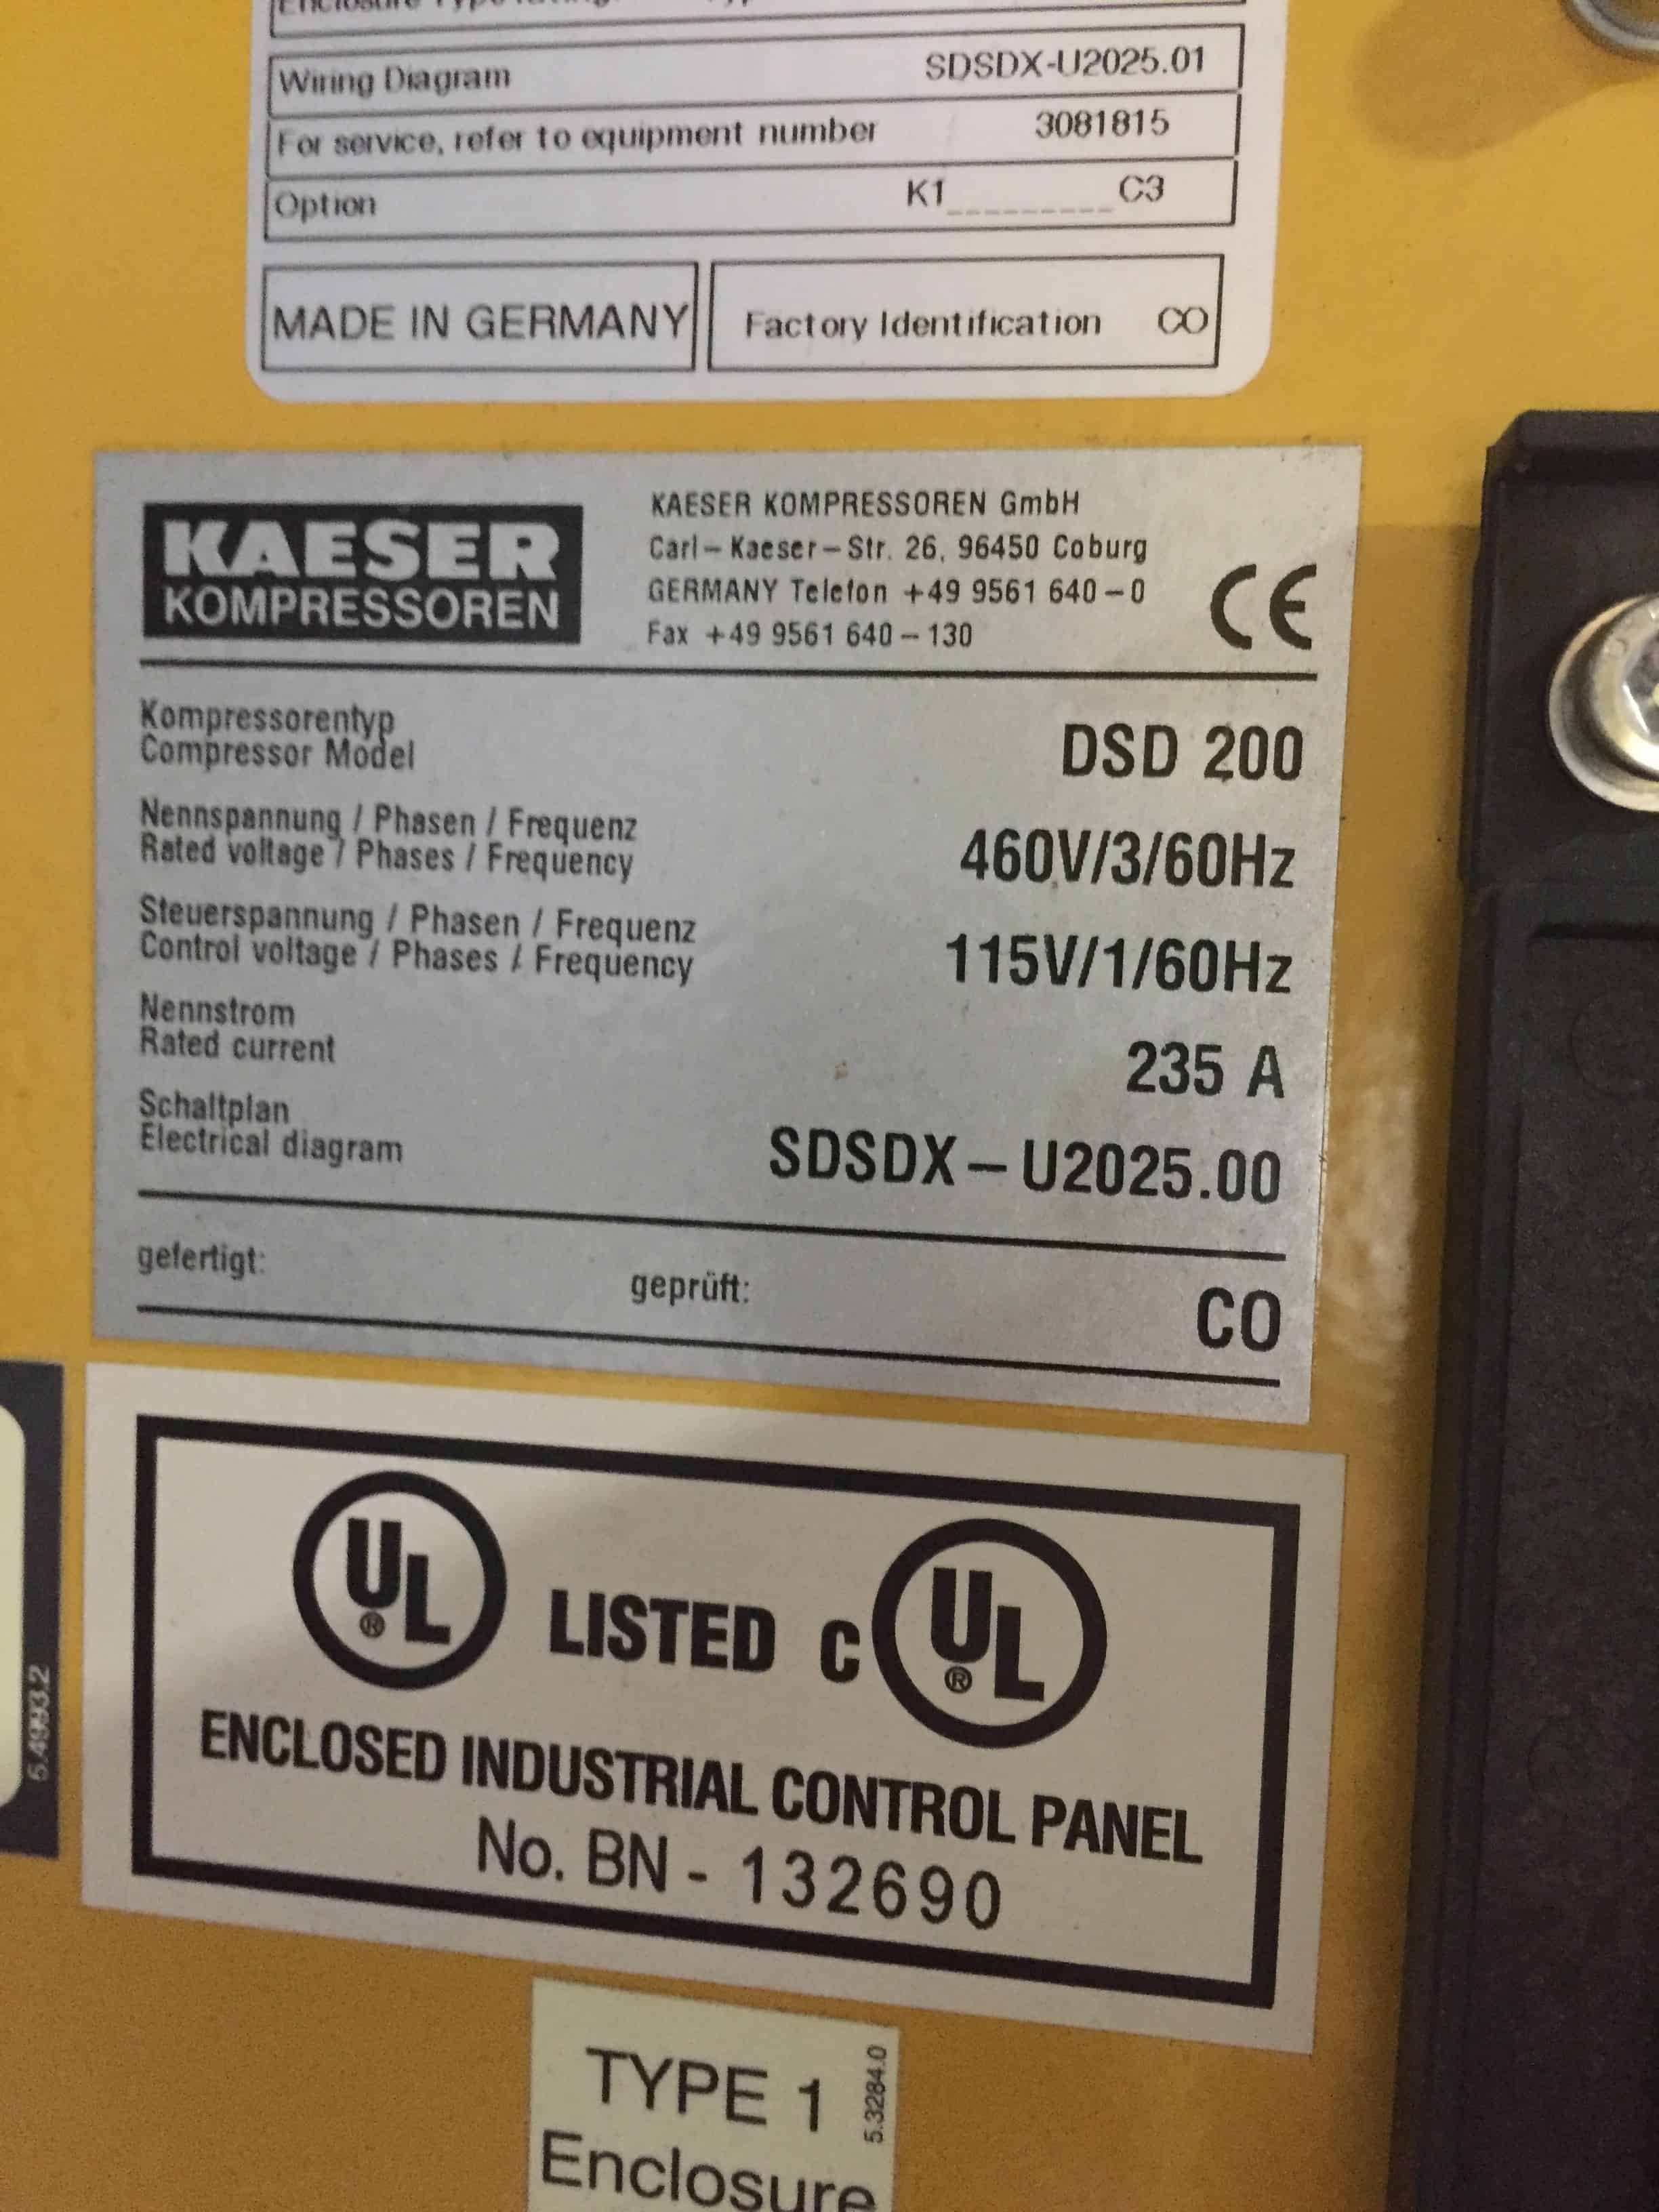 Enclosure Type Rating
Wiring Diagram SDSDX-U2025.01
For service, refer to equipment number 3081815
Option K1_________C3
MADE IN GERMANY Factory Identification CO
KAESER
KOMPRESSOREN
KAESER KOMPRESSOREN GmbH
Carl-Kaeser-Str. 26, 96450 Coburg
GERMANY Telefon +49 9561 640-0
Fax +49 9561 640-130
CE
Kompressorentyp
Compressor Model DSD 200
Nennspannung / Phasen / Frequenz
Rated voltage / Phases / Frequency 460V/3/60Hz
Steuerspannung / Phasen / Frequenz
Control voltage / Phases / Frequency 115V/1/60Hz
Nennstrom
Rated current 235 A
Schaltplan
Electrical diagram SDSDX-U2025.00
gefertigt: geprüft: CO
UL® LISTED C UL®
ENCLOSED INDUSTRIAL CONTROL PANEL
No. BN - 132690
5.4993.2
TYPE 1
Enclosure
5.3284.0